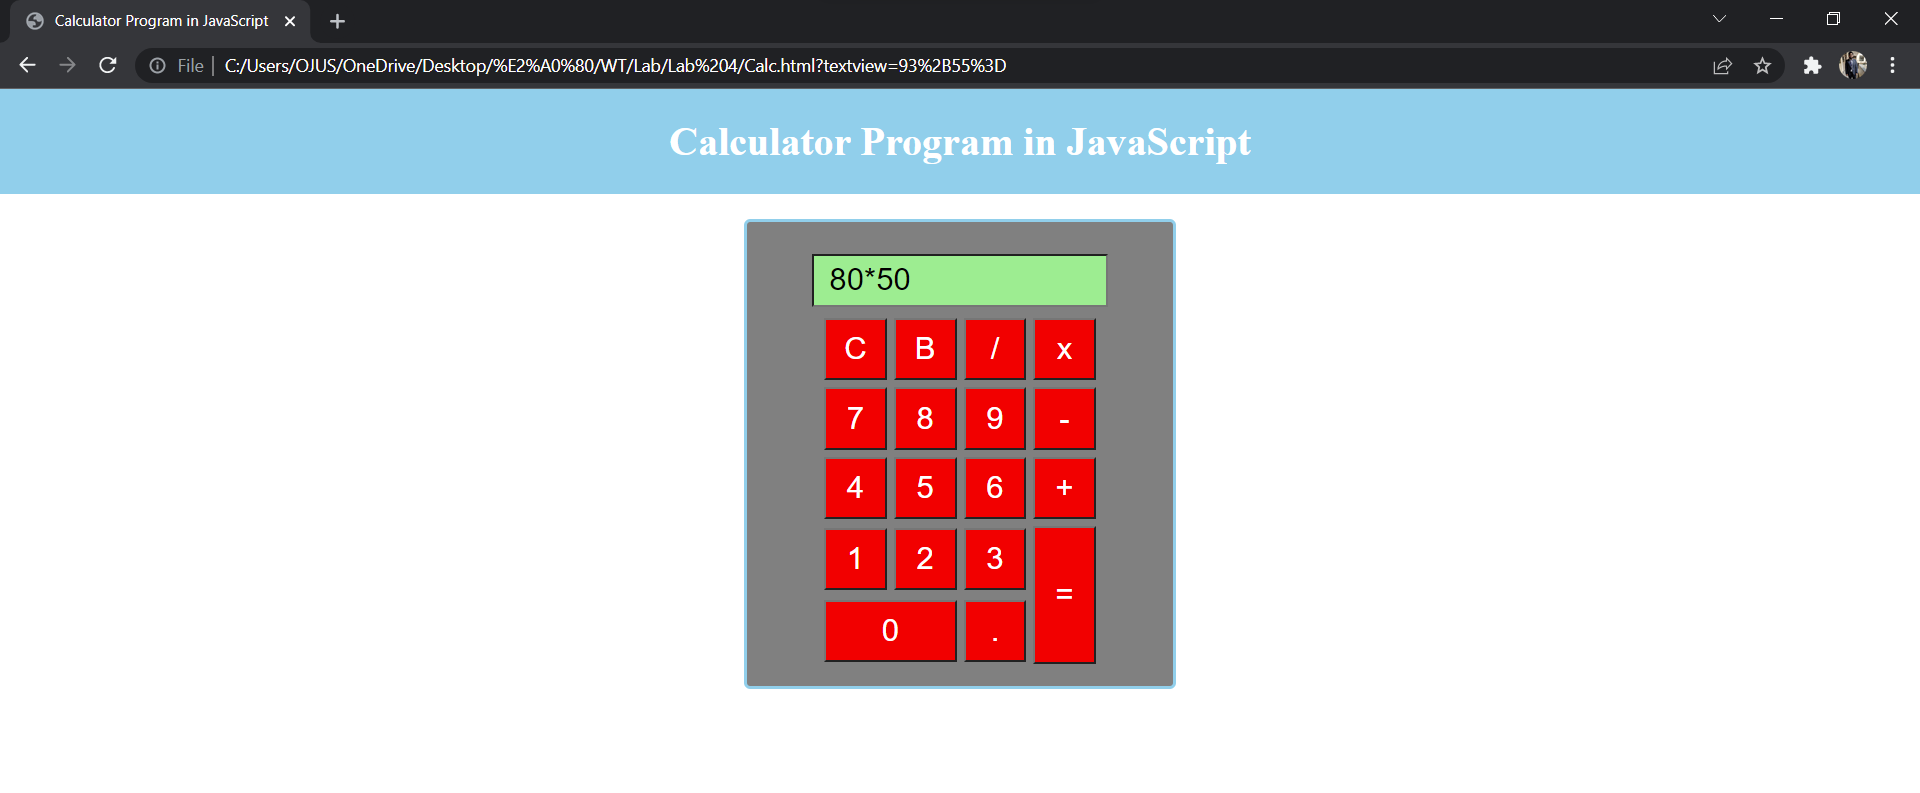 Calculator Program in JavaScript
File | C:/Users/OJUS/OneDrive/Desktop/%E2%A0%80/WT/Lab/Lab%204/Calc.html?textview=93%2B55%3D
Calculator Program in JavaScript
80*50
C B / x
7 8 9 -
4 5 6 +
1 2 3
=
0 .